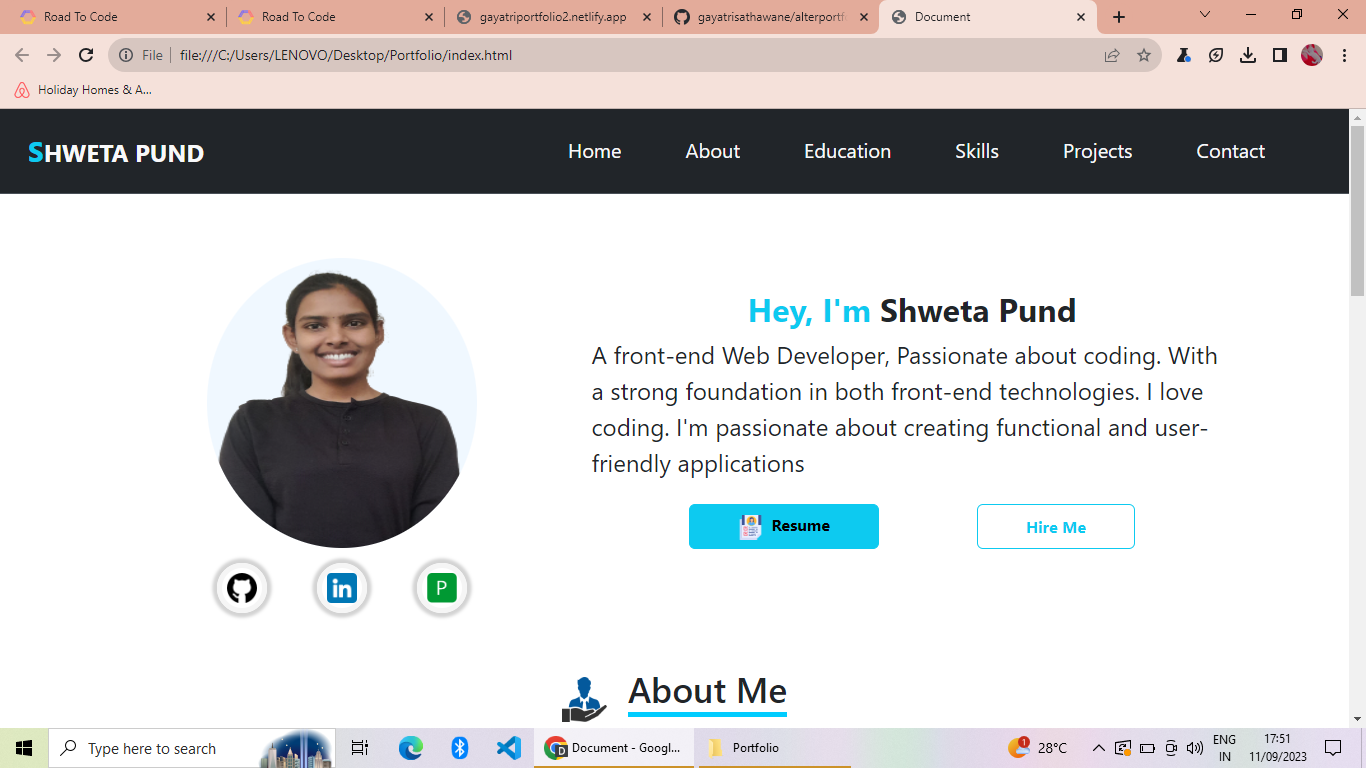 Road To Code
Road To Code
gayatriportfolio2.netlify.app
gayatrisathawane/alterportf
Document
File
file:///C:/Users/LENOVO/Desktop/Portfolio/index.html
Holiday Homes & A...
SHWETA PUND
Home
About
Education
Skills
Projects
Contact
Hey, I'm Shweta Pund
A front-end Web Developer, Passionate about coding. With
a strong foundation in both front-end technologies. I love
coding. I'm passionate about creating functional and user-
friendly applications
Resume
Hire Me
in
P
About Me
Type here to search
Document - Googl...
Portfolio
1
28°C
ENG
IN
17:51
11/09/2023